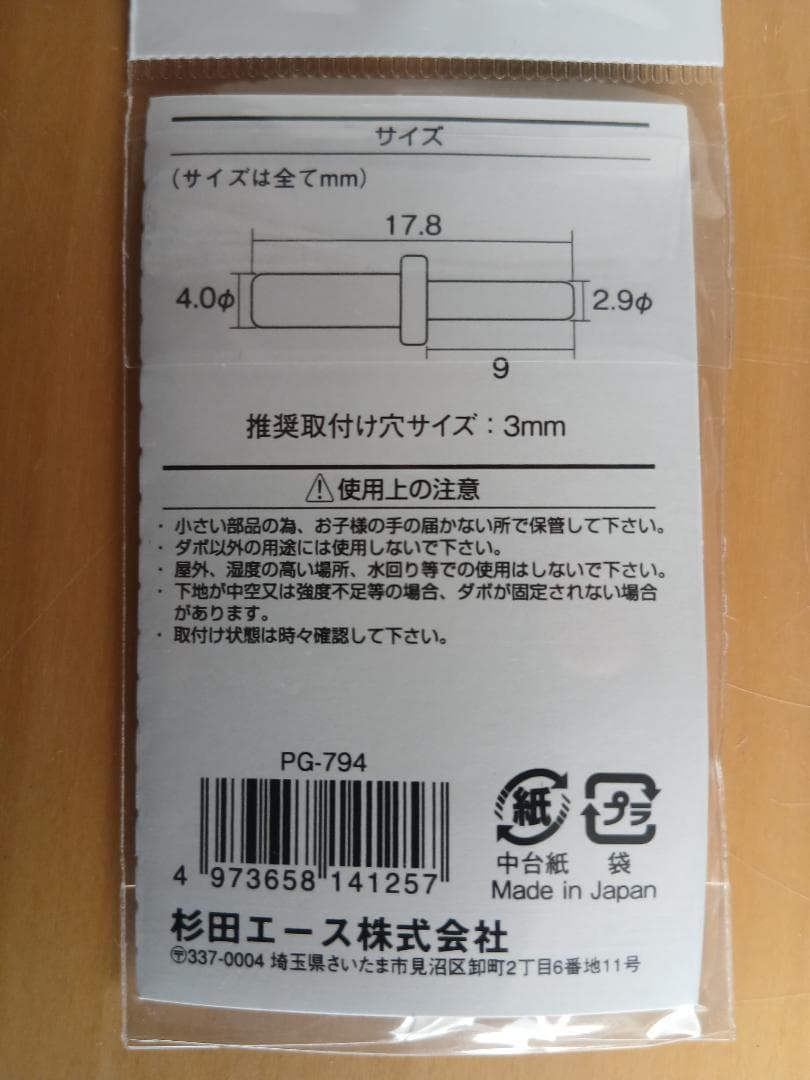 サイズ
(サイズは全てmm)
17.8
4.0φ
2.9φ
9
推奨取付け穴サイズ：3mm
使用上の注意
・小さい部品の為、お子様の手の届かない所で保管して下さい。
・ダボ以外の用途には使用しないで下さい。
・屋外、湿度の高い場所、水回り等での使用はしないで下さい。
・下地が中空又は強度不足等の場合、ダボが固定されない場合
があります。
・取付け状態は時々確認して下さい。
PG-794
4 973658 141257
紙 プラ
中台紙 袋
Made in Japan
杉田エース株式会社
〒337-0004 埼玉県さいたま市見沼区卸町2丁目6番地11号